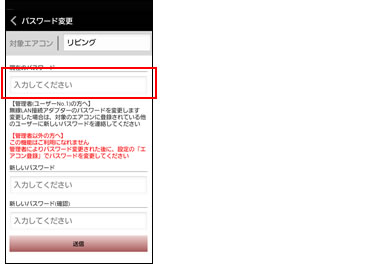 パスワード変更
対象エアコン
リビング
現在のパスワード
入力してください
【管理者(ユーザーNo.1)の方へ】
無線LAN接続アダプターのパスワードを変更します
変更した場合は、対象のエアコンに登録されている他
のユーザーに新しいパスワードを連絡してください
【管理者以外の方へ】
この機能はご利用になれません
管理者によりパスワード変更された後に、設定の「エ
アコン登録」でパスワードを変更してください
新しいパスワード
入力してください
新しいパスワード(確認)
入力してください
送信